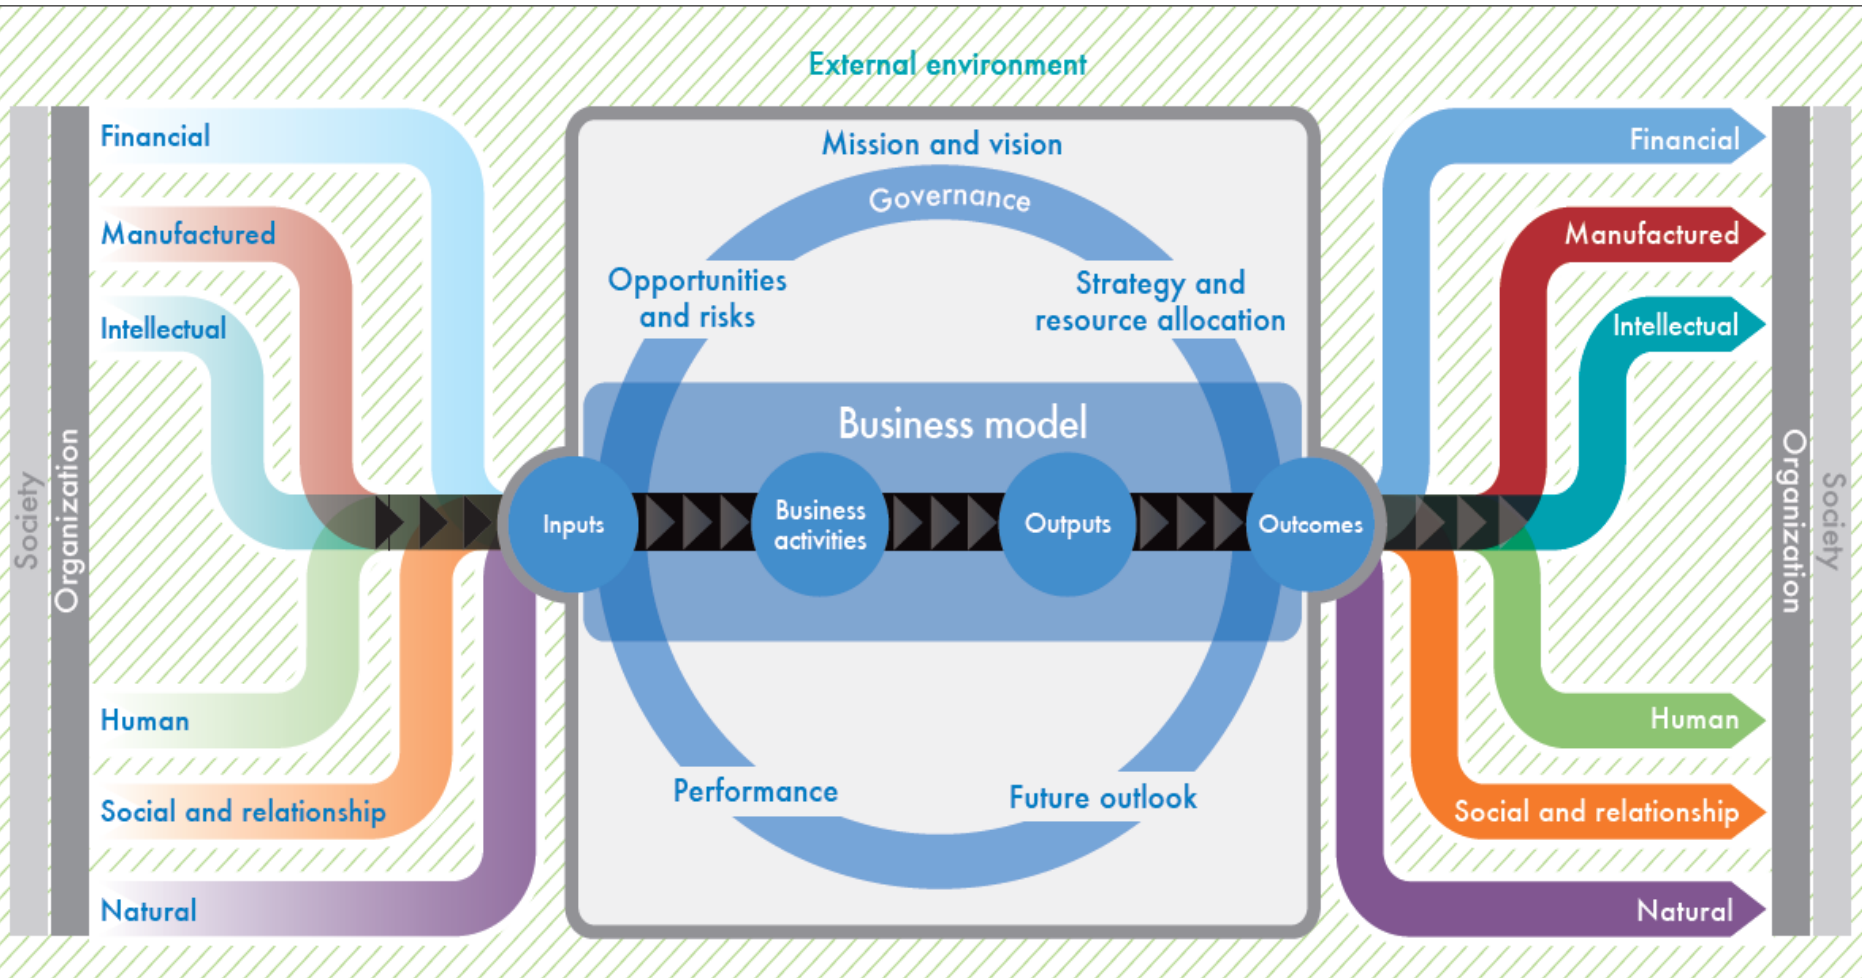 External environment
Society
Organization
Financial
Manufactured
Intellectual
Human
Social and relationship
Natural
Mission and vision
Governance
Opportunities
and risks
Strategy and
resource allocation
Business model
Inputs
Business
activities
Outputs
Outcomes
Performance
Future outlook
Financial
Manufactured
Intellectual
Human
Social and relationship
Natural
Organization
Society